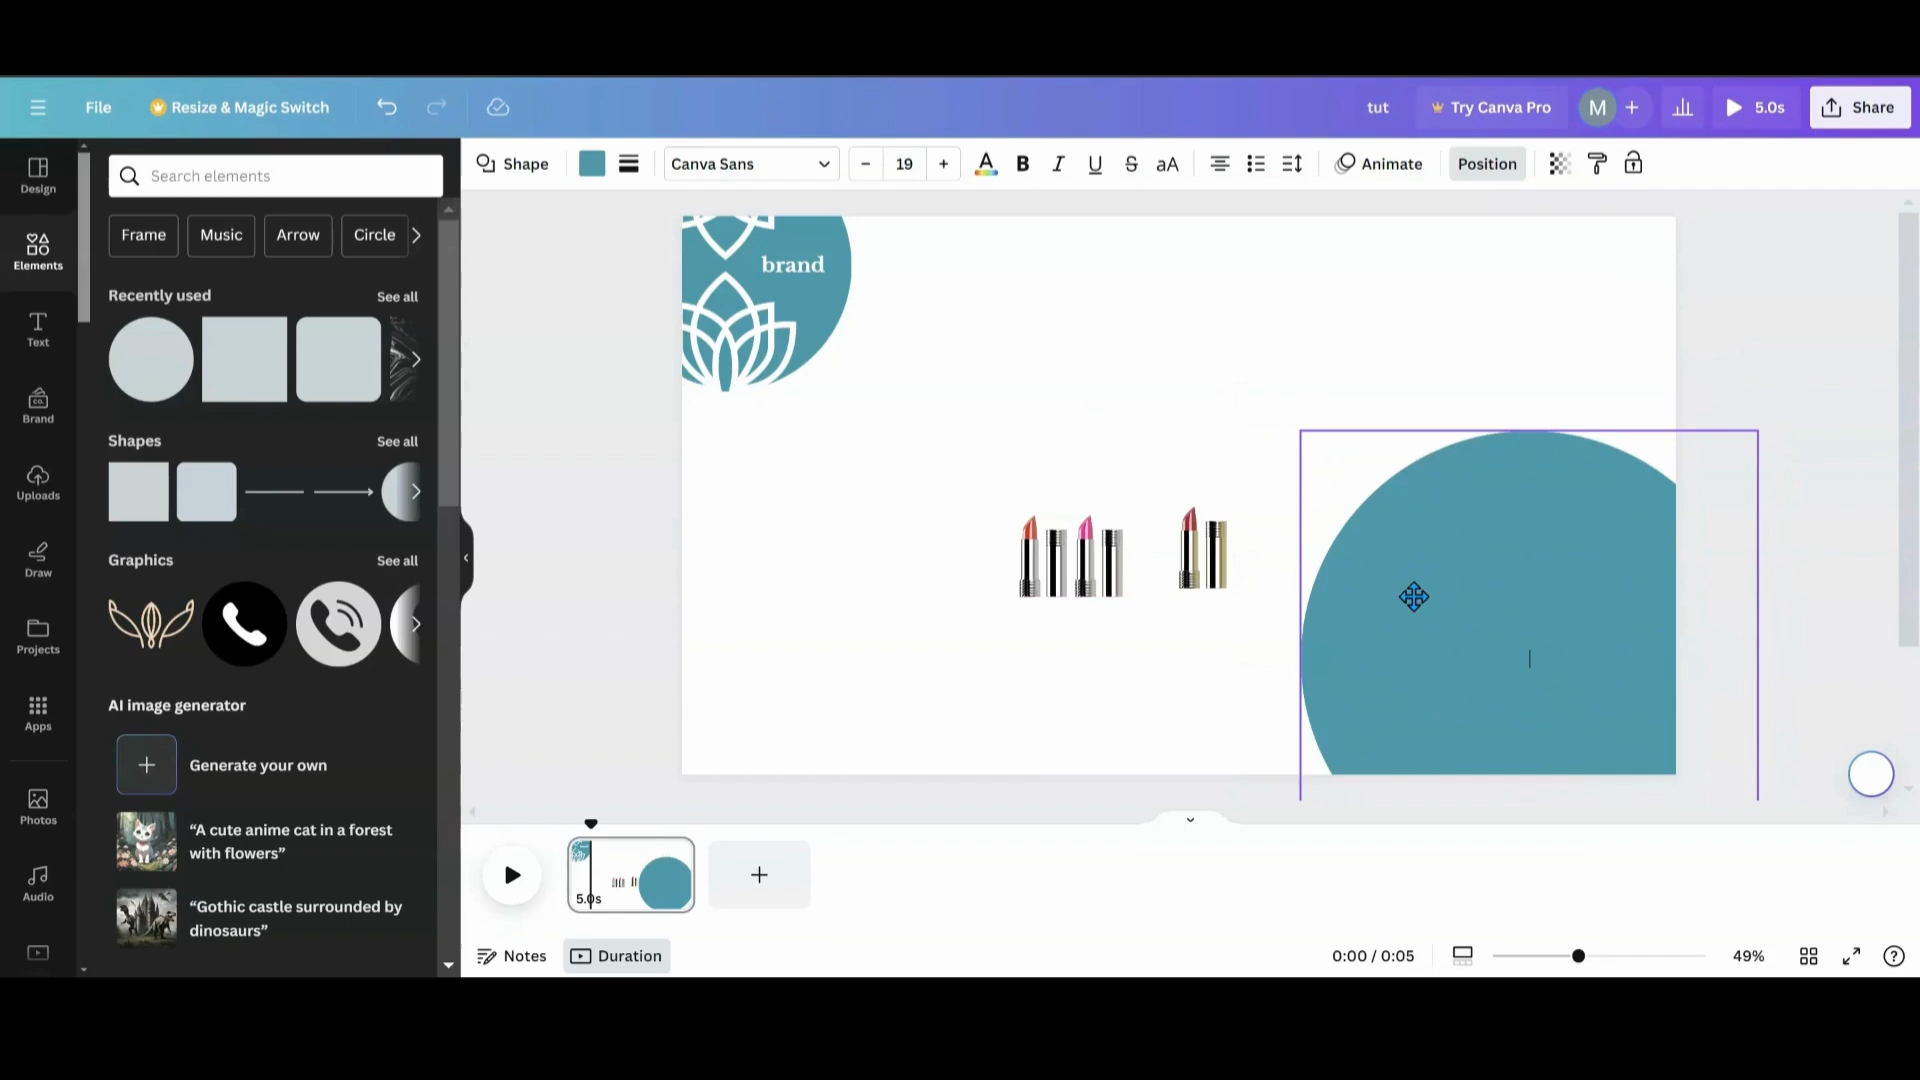 File
Resize & Magic Switch
tut
Try Canva Pro
M
5.0s
Share
Design
Elements
Text
Brand
CO.
Uploads
Draw
Projects
Apps
Photos
Audio
Search elements
Frame
Music
Arrow
Circle
Recently used
See all
Shapes
See all
Graphics
See all
AI image generator
Generate your own
“A cute anime cat in a forest
with flowers”
“Gothic castle surrounded by
dinosaurs”
Shape
Canva Sans
19
A
B
I
U
S
aA
Animate
Position
brand
5.0s
Notes
Duration
0:00 / 0:05
49%